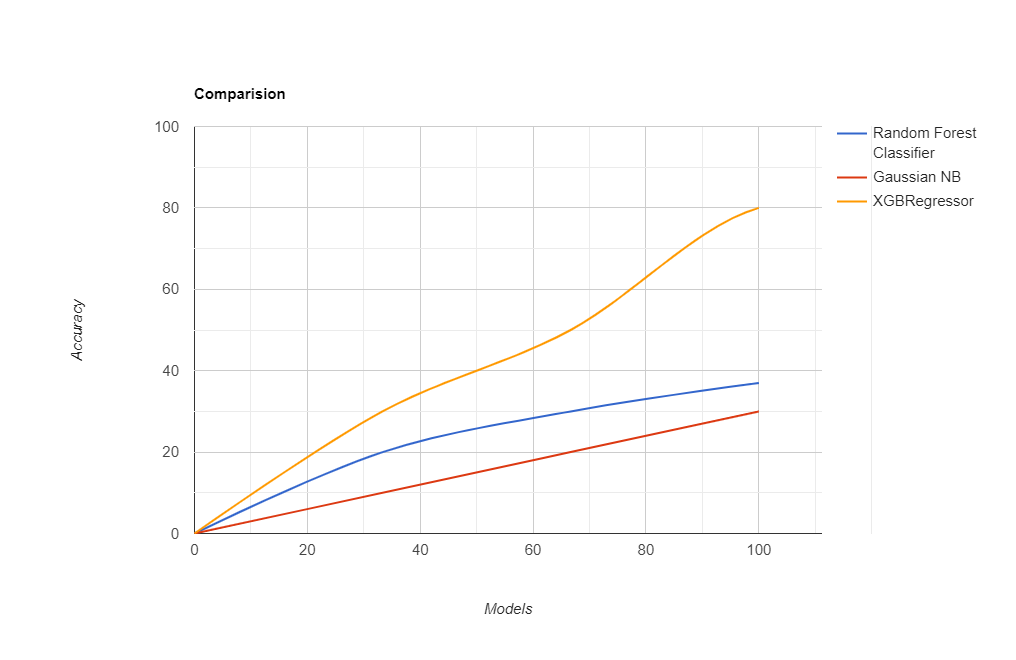 Comparision
100
80
60
40
20
0
Accuracy
0 20 40 60 80 100
Models
Random Forest
Classifier
Gaussian NB
XGBRegressor